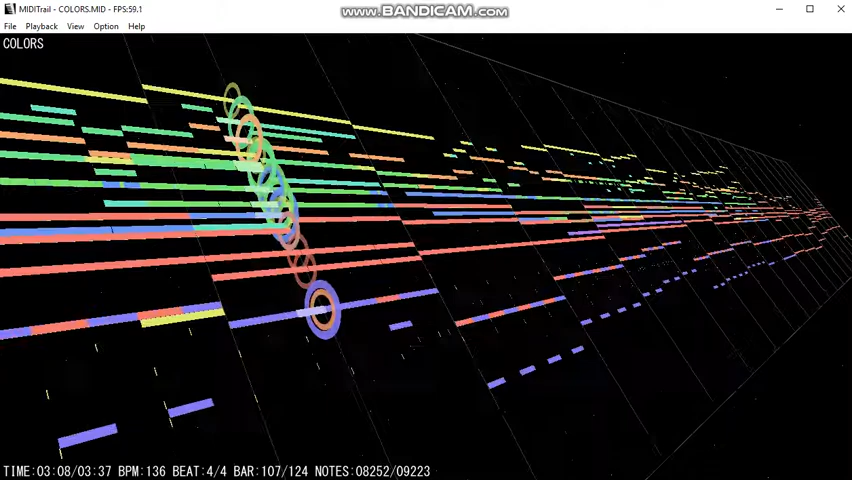 MIDITrail - COLORS.MID - FPS:59.1
www.BANDICAM.com
File Playback View Option Help
COLORS
TIME:03:08/03:37 BPM:136 BEAT:4/4 BAR:107/124 NOTES:08252/09223